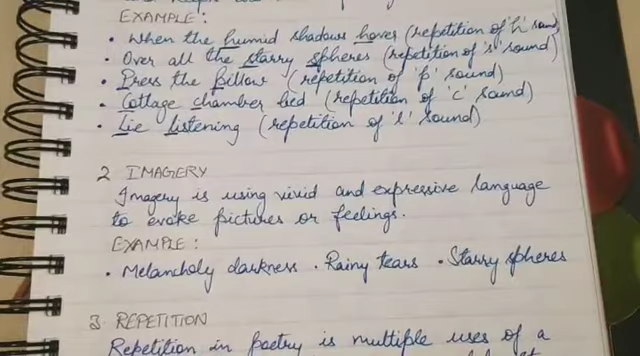 EXAMPLE:
• When the humid shadows hover (repetition of 'h' sound
• Over all the starry spheres (repetition of 's' sound)
• Press the Pillow (repetition of 'p' sound)
• Cottage chamber bed (repetition of 'c' sound)
• Lie listening (repetition of 'l' sound)
2 IMAGERY
Imagery is using vivid and expressive language
to evoke pictures or feelings.
EXAMPLE:
• Melancholy darkness • Rainy tears • Starry spheres
3. REPETITION
Repetition in poetry is multiple uses of a